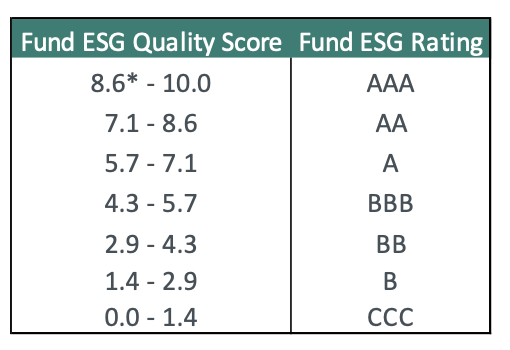 Fund ESG Quality Score Fund ESG Rating
8.6* - 10.0 AAA
7.1 - 8.6 AA
5.7 - 7.1 A
4.3 - 5.7 BBB
2.9 - 4.3 BB
1.4 - 2.9 B
0.0 - 1.4 CCC